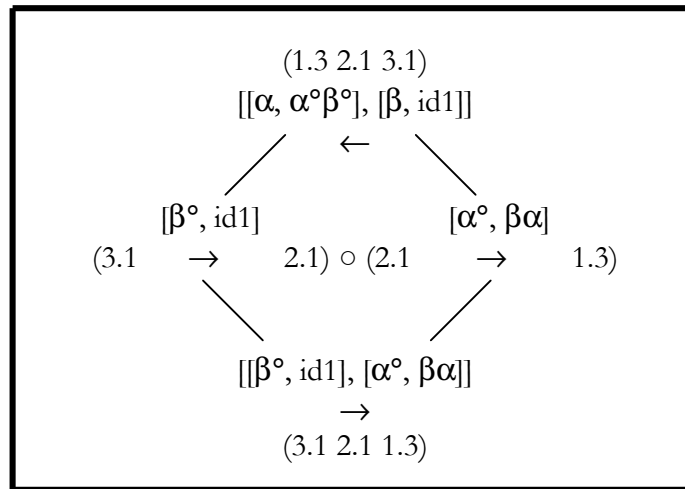 (1.3 2.1 3.1)
[[α, α°β°], [β, id1]]
←
[β°, id1] [α°, βα]
(3.1 → 2.1) ○ (2.1 → 1.3)
[[β°, id1], [α°, βα]]
→
(3.1 2.1 1.3)